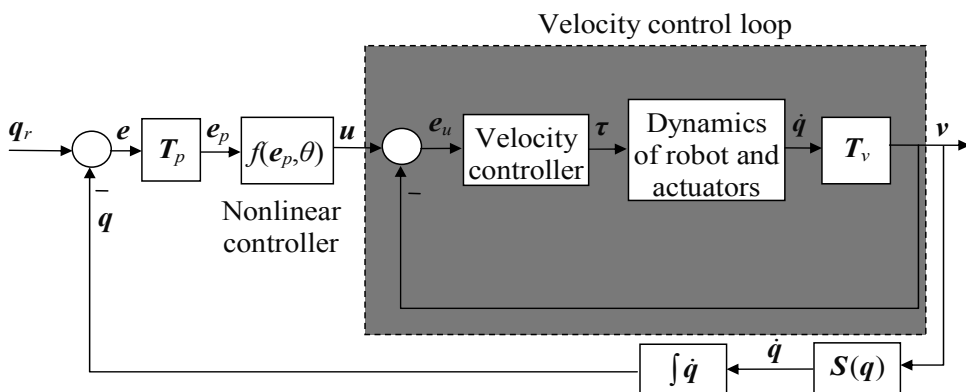 Velocity control loop
q_r
e
T_p
e_p
f(e_p,θ)
u
e_u
Velocity
controller
τ
Dynamics
of robot and
actuators
q̇
T_v
v
−
−
q
Nonlinear
controller
∫q̇
q̇
S(q)